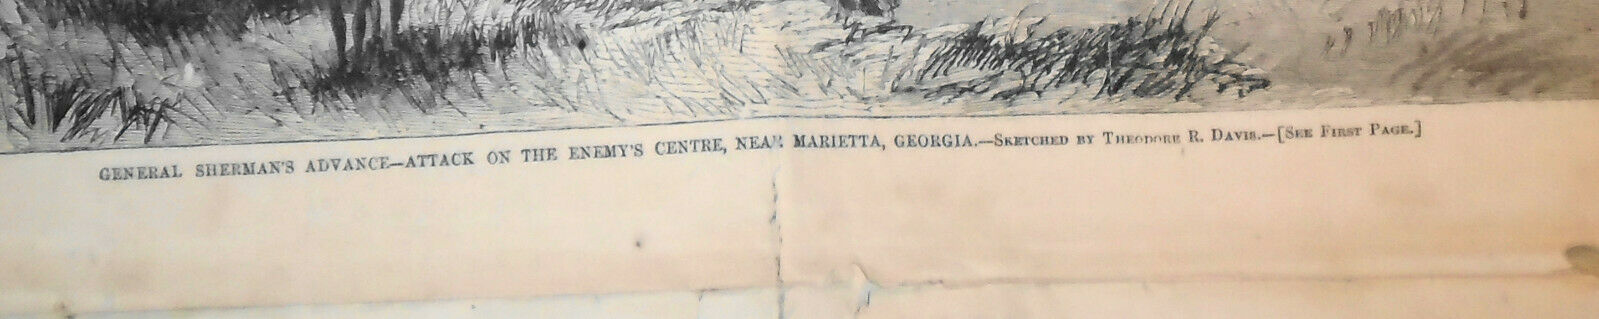 GENERAL SHERMAN'S ADVANCE—ATTACK ON THE ENEMY'S CENTRE, NEAR MARIETTA, GEORGIA.—SKETCHED BY THEODORE R. DAVIS.—[SEE FIRST PAGE.]